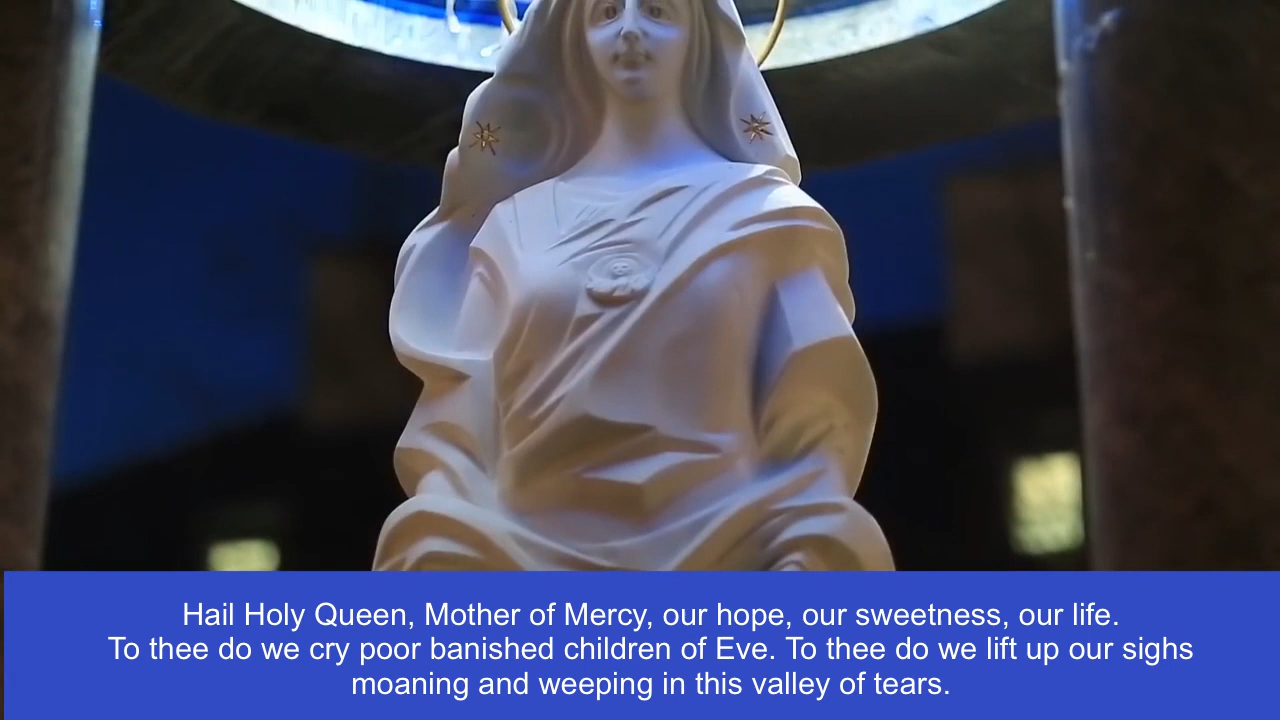 Hail Holy Queen, Mother of Mercy, our hope, our sweetness, our life.
To thee do we cry poor banished children of Eve. To thee do we lift up our sighs
moaning and weeping in this valley of tears.